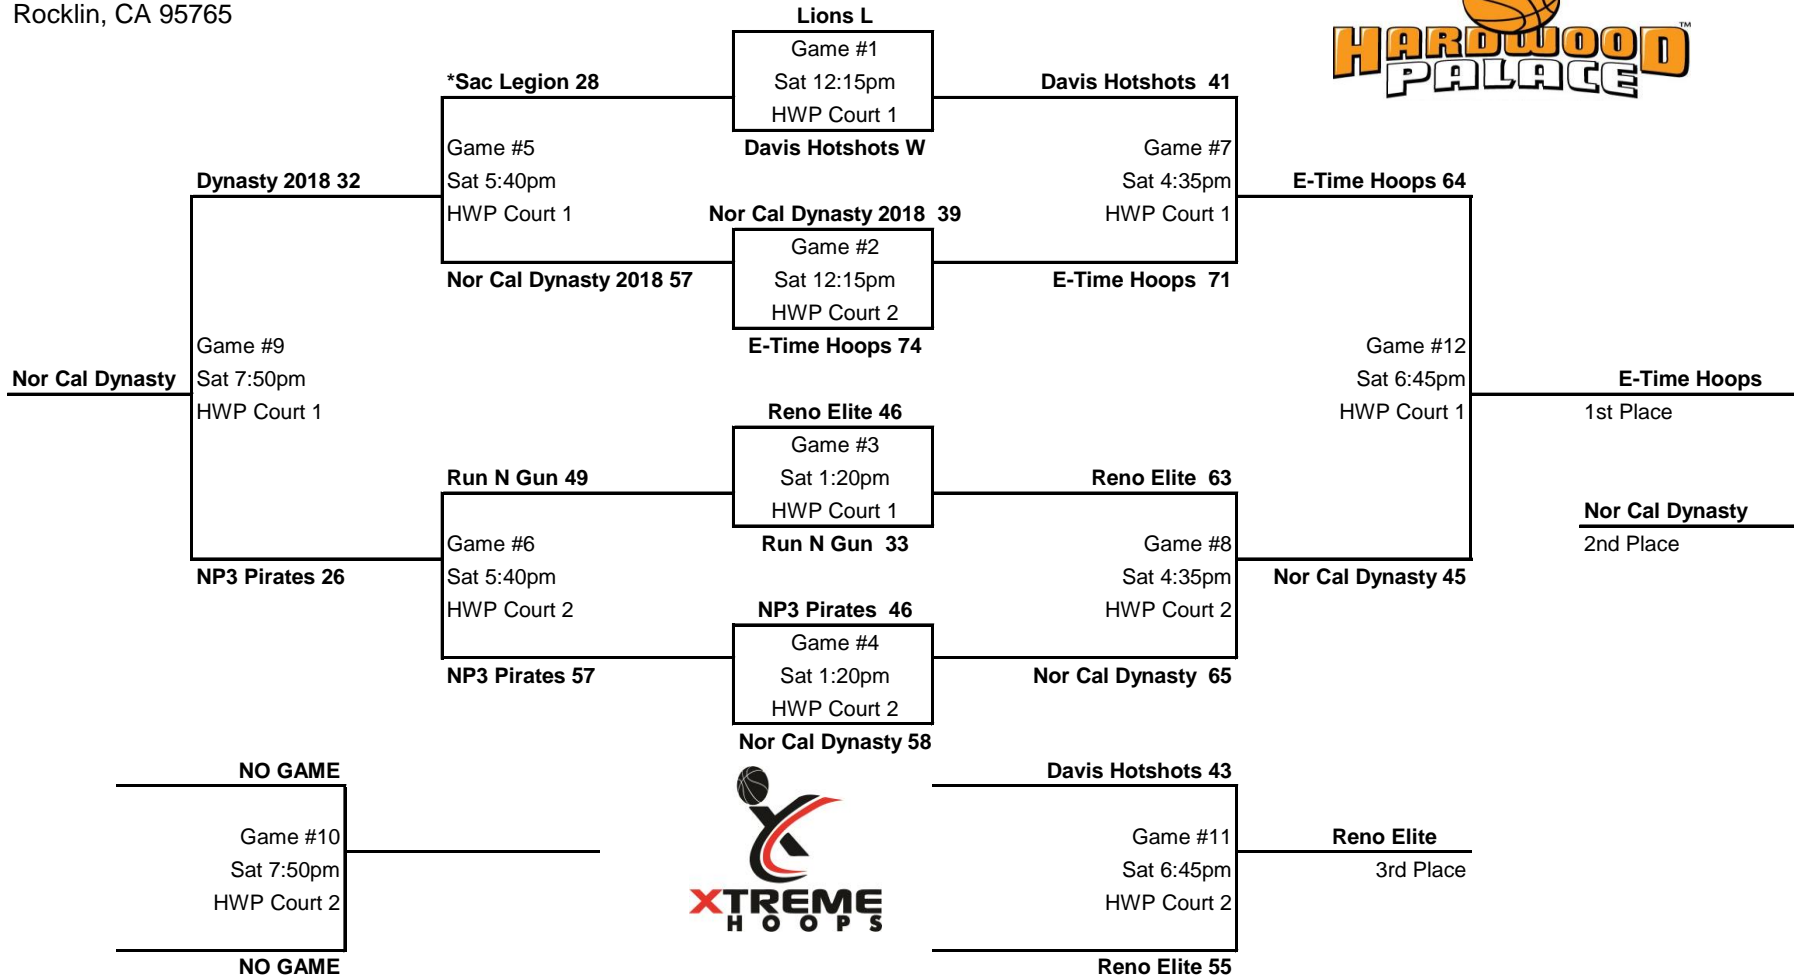 Rocklin, CA 95765
HARDWOOD
PALACE
TM
Lions L
Game #1
Sat 12:15pm
HWP Court 1
Davis Hotshots W
*Sac Legion 28
Game #5
Sat 5:40pm
HWP Court 1
Nor Cal Dynasty 2018 57
Davis Hotshots 41
Game #7
Sat 4:35pm
HWP Court 1
E-Time Hoops 71
Nor Cal Dynasty 2018 39
Game #2
Sat 12:15pm
HWP Court 2
E-Time Hoops 74
Dynasty 2018 32
Game #9
Sat 7:50pm
HWP Court 1
NP3 Pirates 26
Nor Cal Dynasty
E-Time Hoops 64
Game #12
Sat 6:45pm
HWP Court 1
Nor Cal Dynasty 45
E-Time Hoops
1st Place
Nor Cal Dynasty
2nd Place
Reno Elite 46
Game #3
Sat 1:20pm
HWP Court 1
Run N Gun 33
Run N Gun 49
Game #6
Sat 5:40pm
HWP Court 2
NP3 Pirates 57
Reno Elite 63
Game #8
Sat 4:35pm
HWP Court 2
Nor Cal Dynasty 65
NP3 Pirates 46
Game #4
Sat 1:20pm
HWP Court 2
Nor Cal Dynasty 58
NO GAME
Game #10
Sat 7:50pm
HWP Court 2
NO GAME
XTREME
HOOPS
Davis Hotshots 43
Game #11
Sat 6:45pm
HWP Court 2
Reno Elite 55
Reno Elite
3rd Place